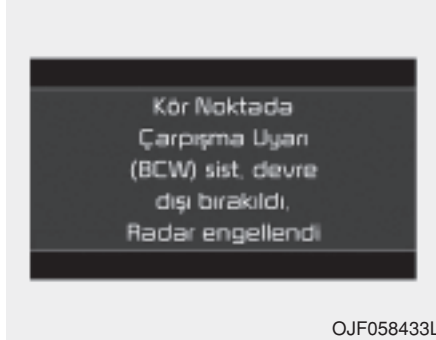 Kör Noktada
Çarpışma Uyarı
(BCW) sist. devre
dışı bırakıldı.
Radar engellendi
OJF058433L